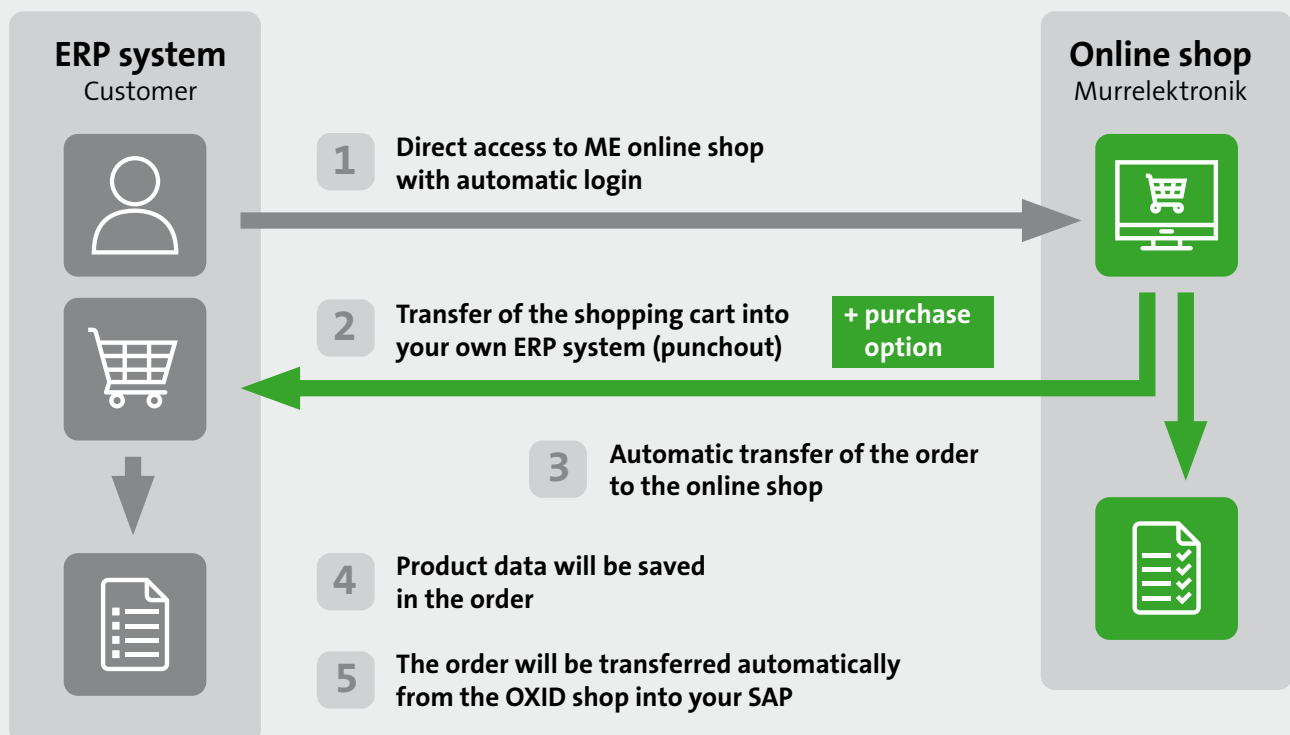 ERP system
Customer
Online shop
Murrelektronik
1
Direct access to ME online shop
with automatic login
2
Transfer of the shopping cart into
your own ERP system (punchout)
+ purchase
option
3
Automatic transfer of the order
to the online shop
4
Product data will be saved
in the order
5
The order will be transferred automatically
from the OXID shop into your SAP